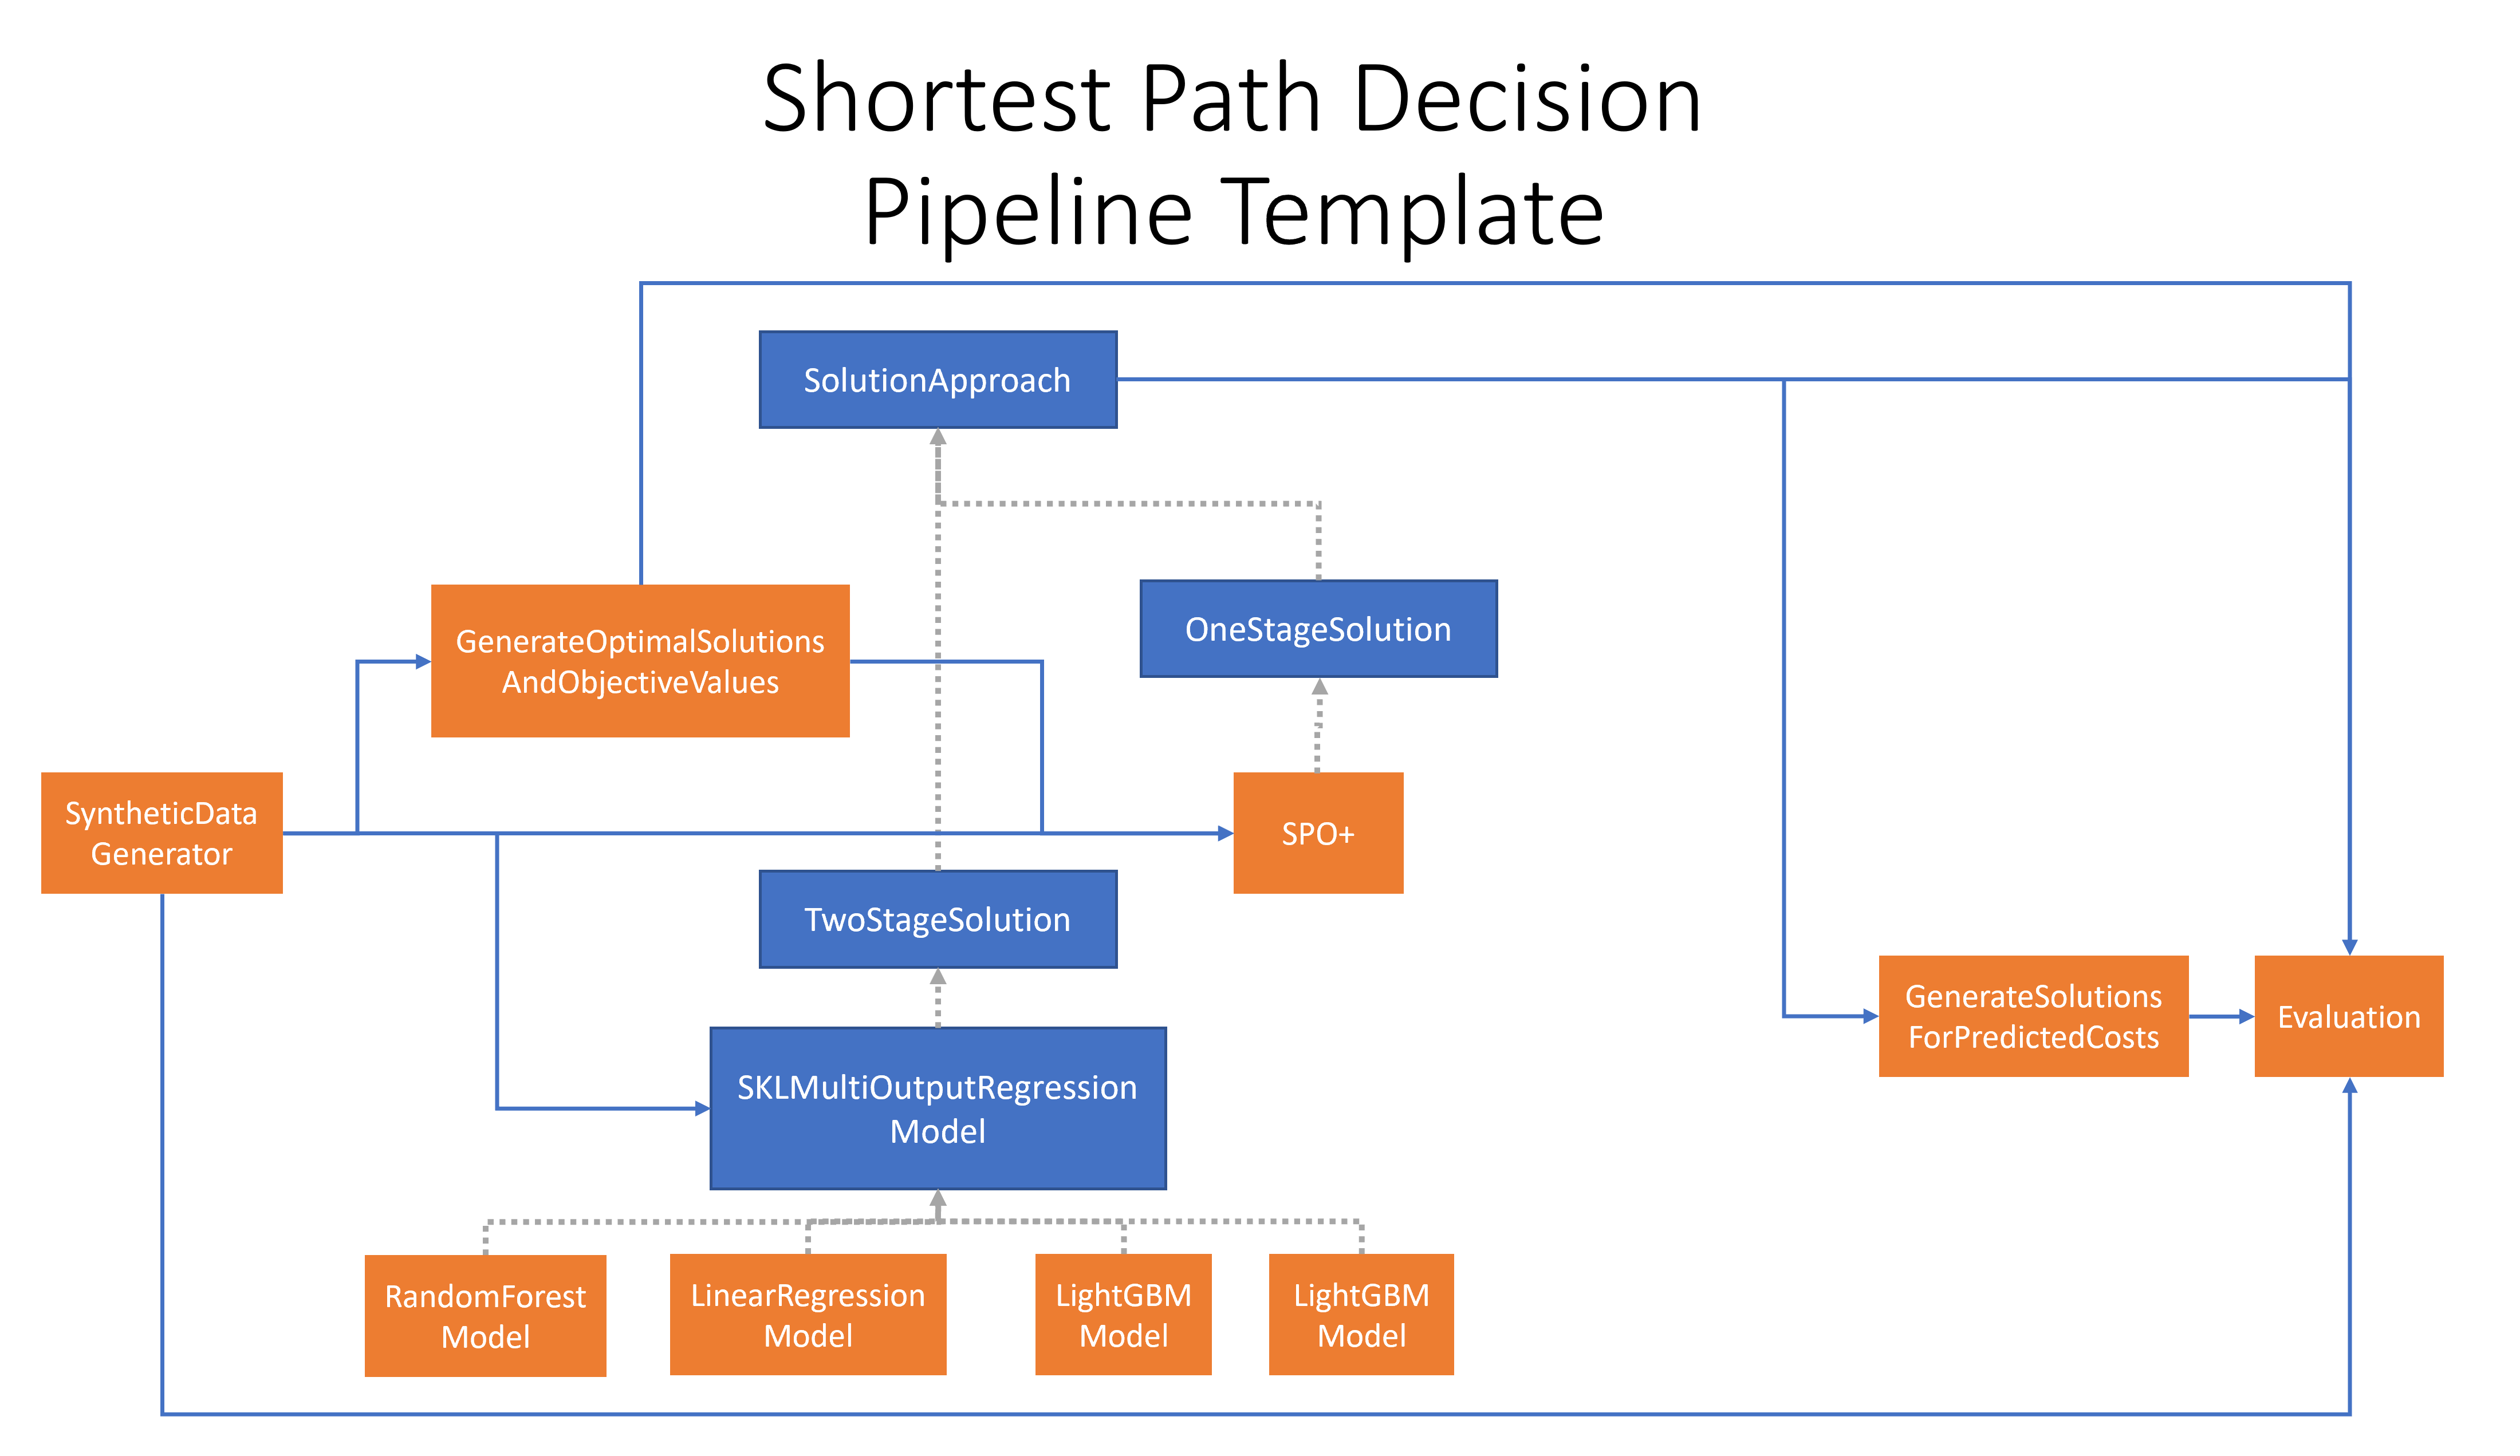 Shortest Path Decision
Pipeline Template
SolutionApproach
OneStageSolution
GenerateOptimalSolutions
AndObjectiveValues
SyntheticData
Generator
SPO+
TwoStageSolution
GenerateSolutions
ForPredictedCosts
Evaluation
SKLMultiOutputRegression
Model
RandomForest
Model
LinearRegression
Model
LightGBM
Model
LightGBM
Model